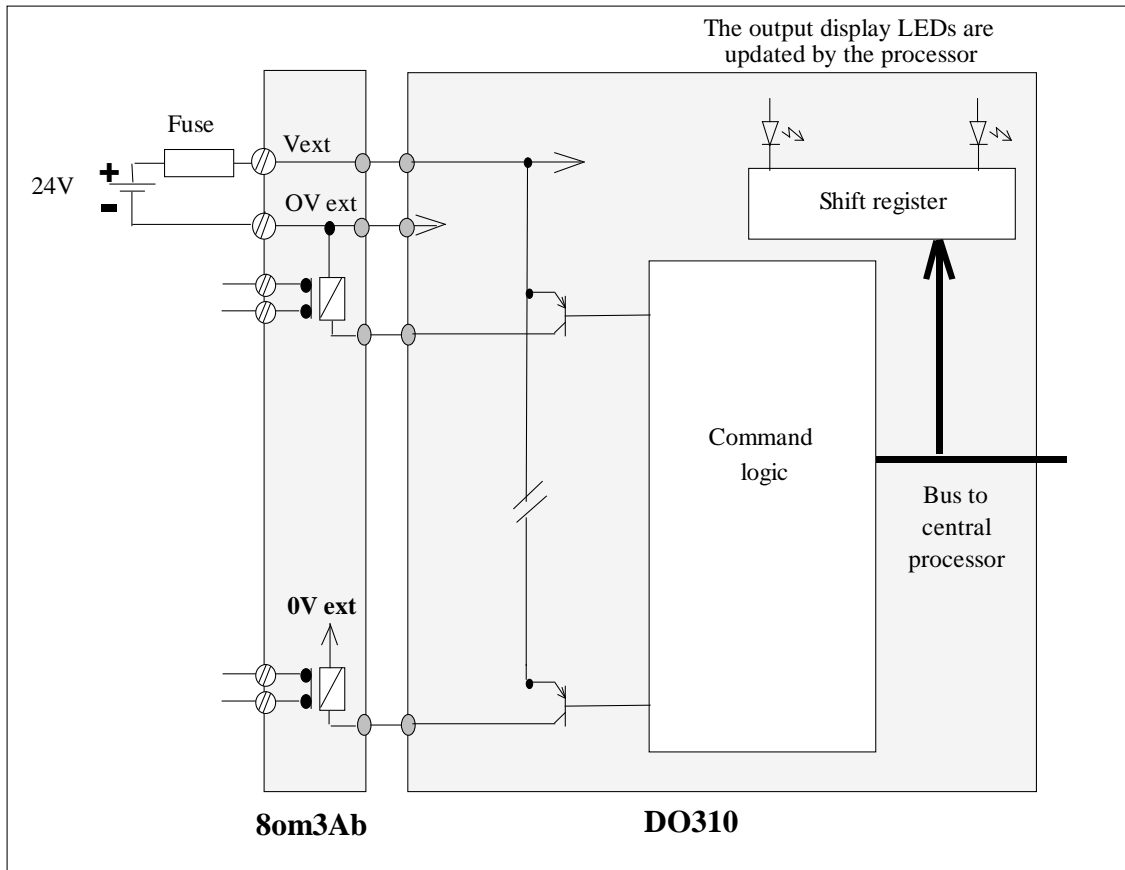 The output display LEDs are
updated by the processor
Fuse
Vext
+
24V
-
OV ext
Shift register
Command
logic
Bus to
central
processor
0V ext
8om3Ab
DO310